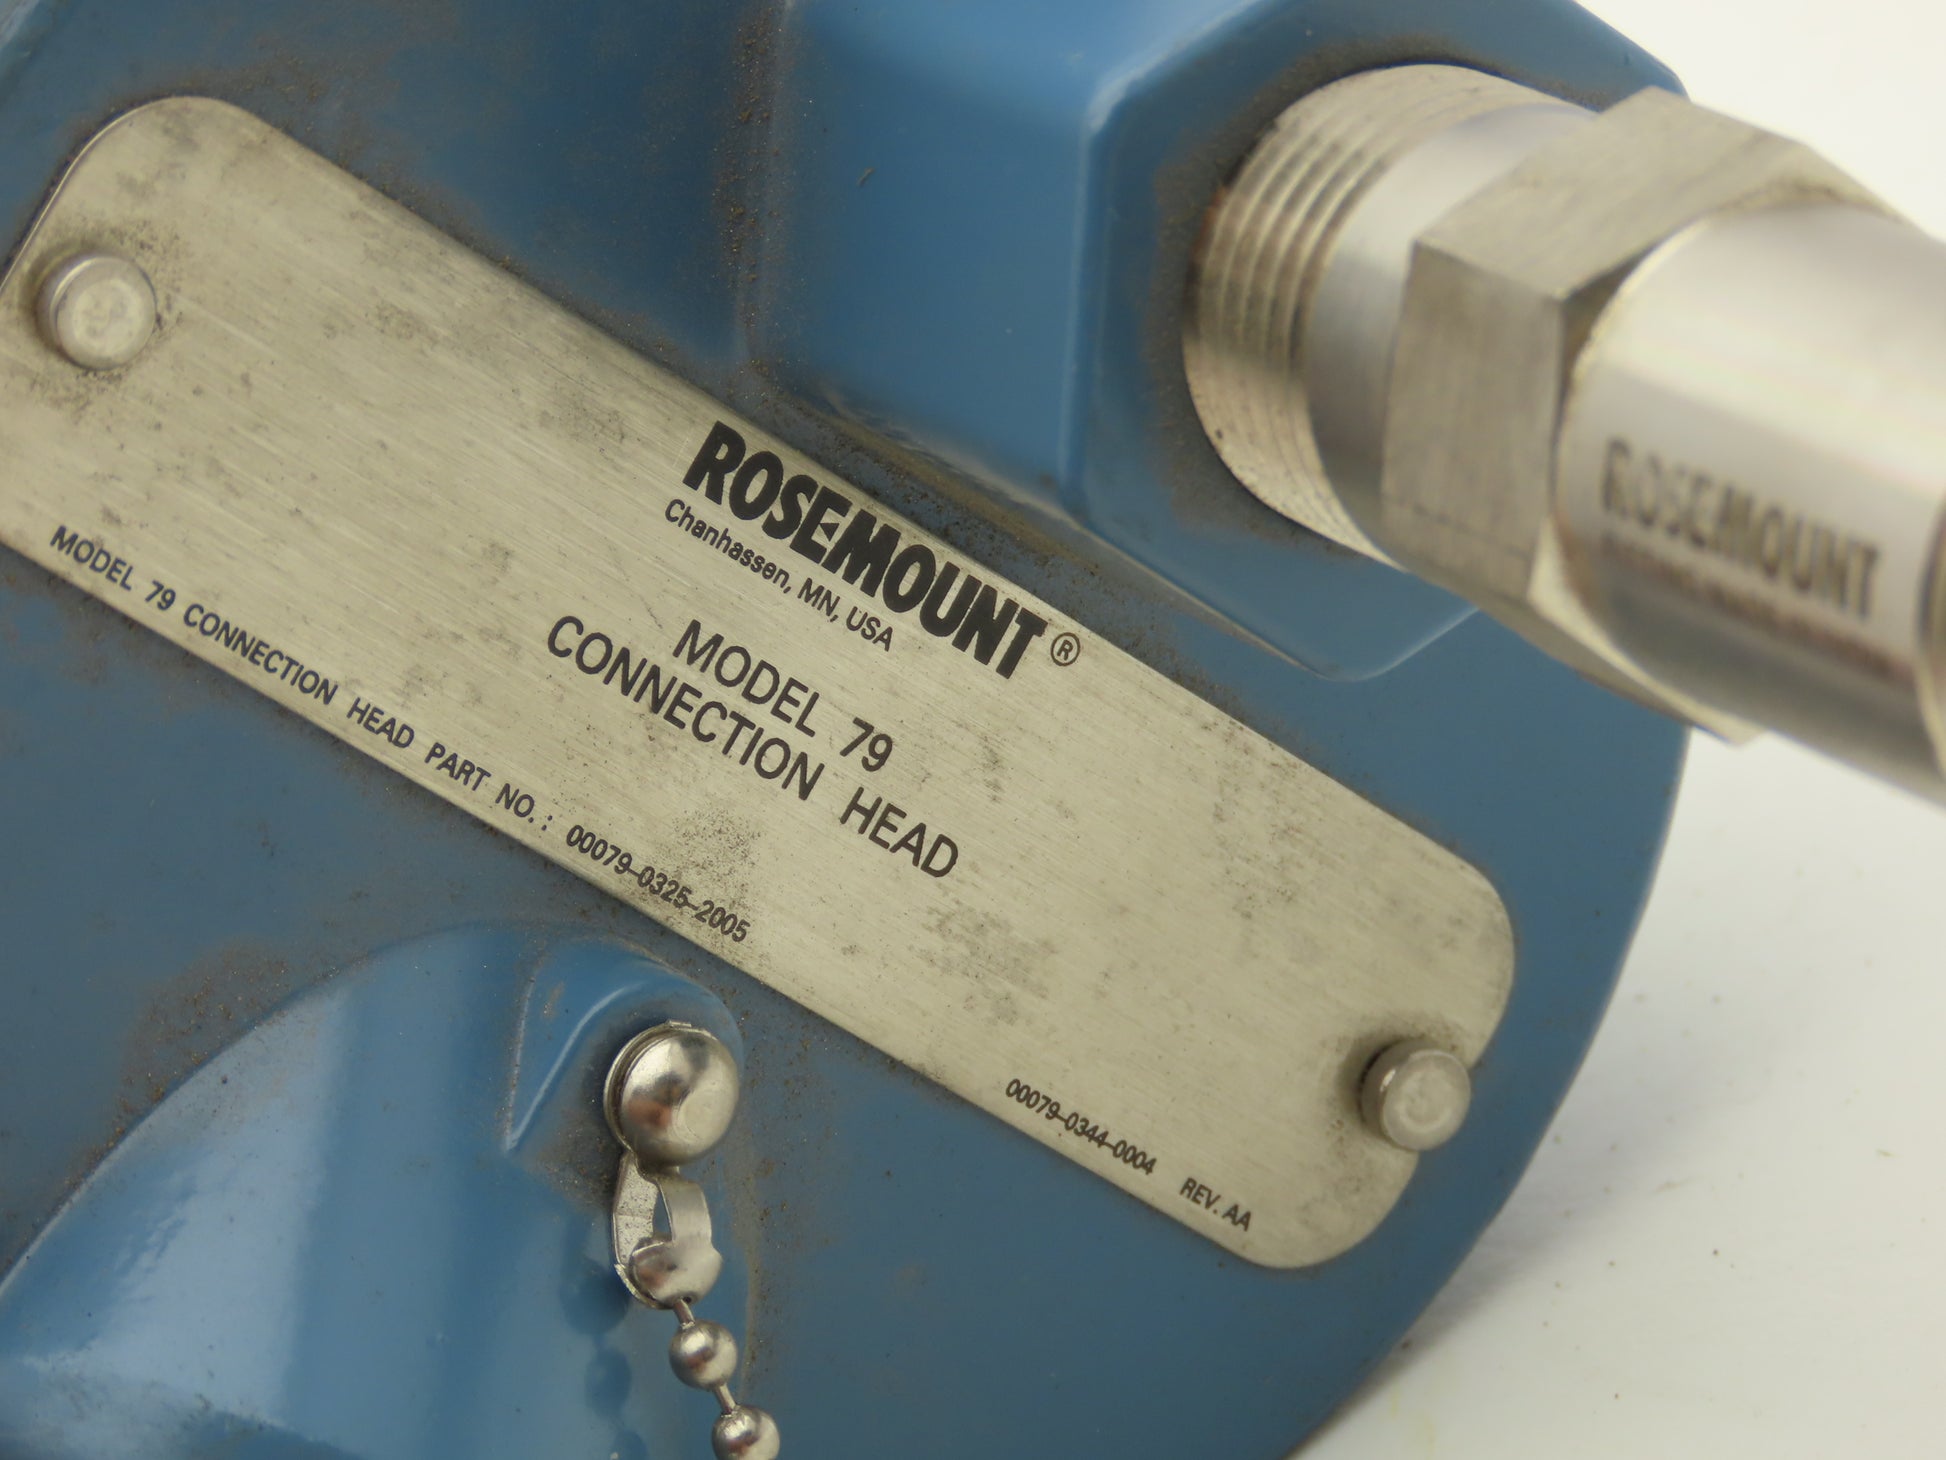 ROSEMOUNT®
Chanhassen, MN, USA
MODEL 79
CONNECTION HEAD
MODEL 79 CONNECTION HEAD PART NO.: 00079-0325-2005
00079-0344-0004 REV. AA
ROSEMOUNT